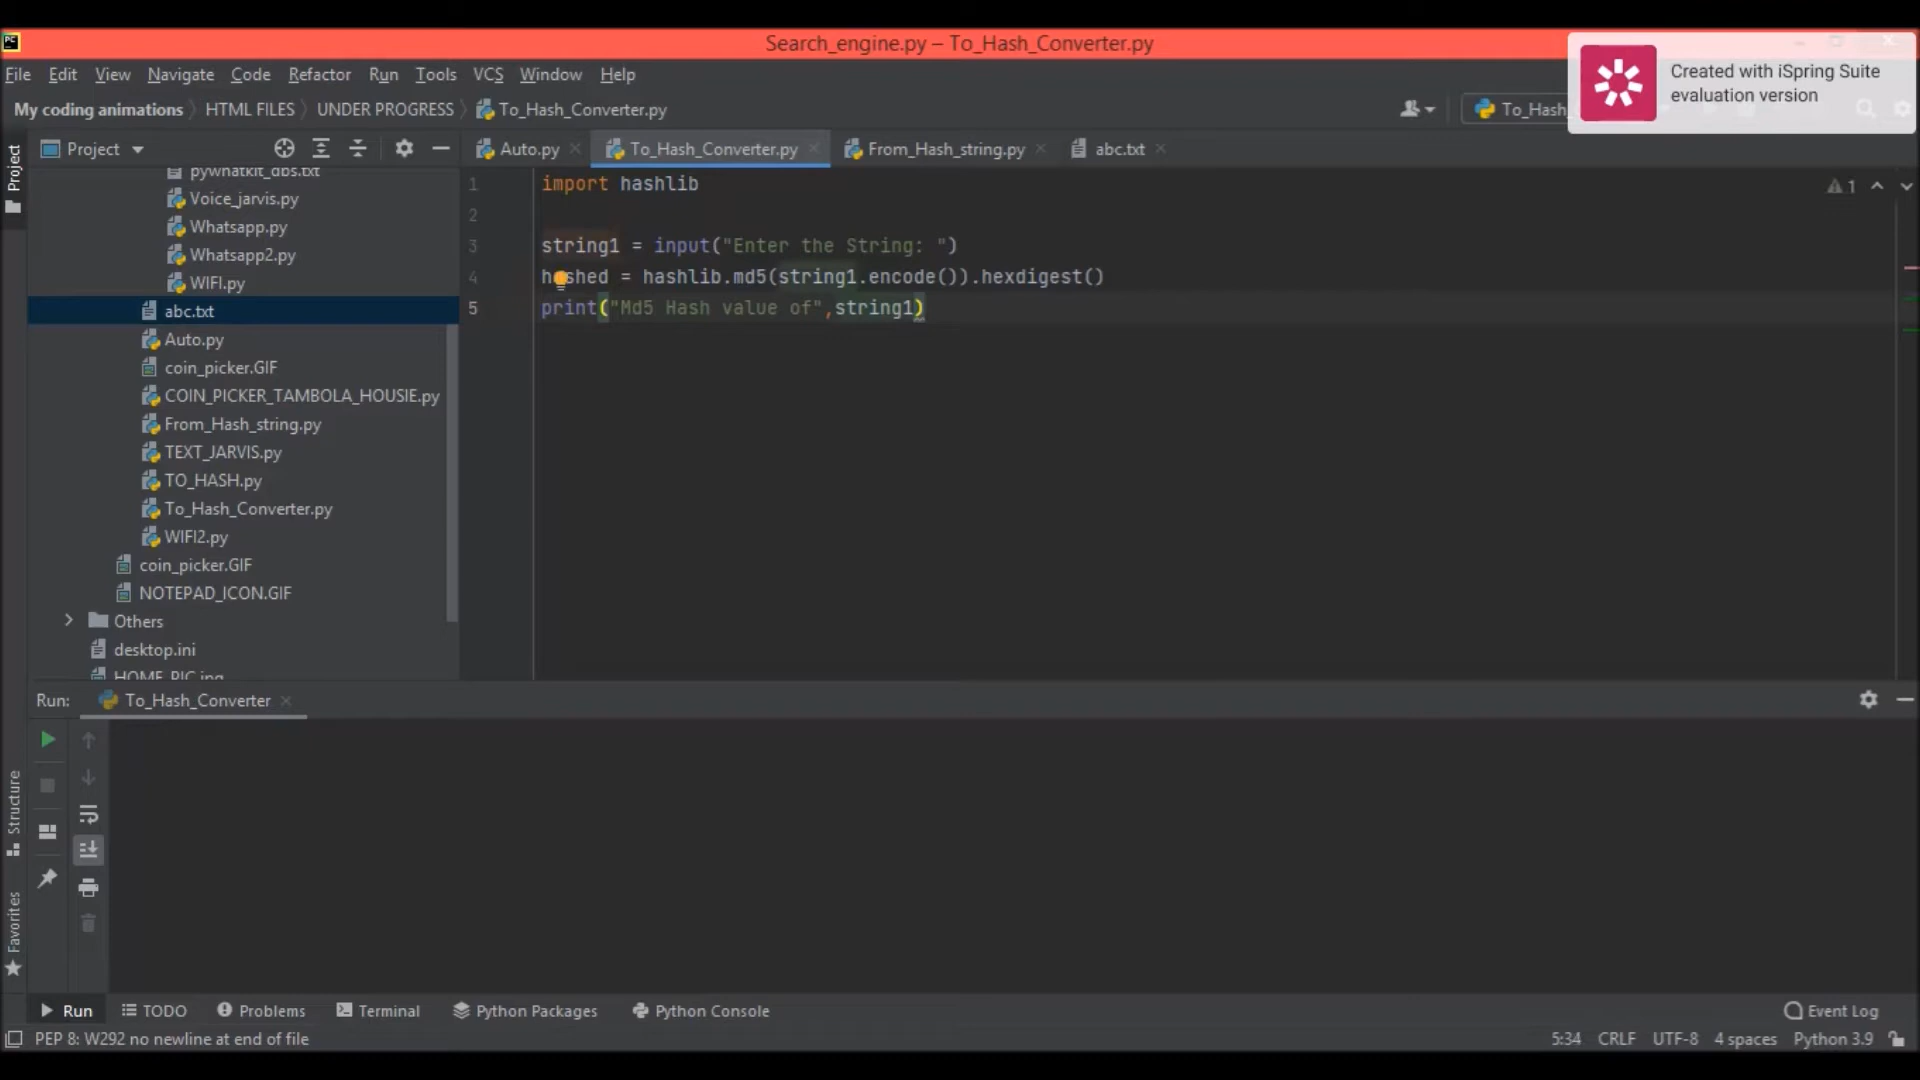 Search_engine.py – To_Hash_Converter.py
Created with iSpring Suite
evaluation version
File Edit View Navigate Code Refactor Run Tools VCS Window Help
My coding animations HTML FILES UNDER PROGRESS To_Hash_Converter.py
To_Hash
Project
Project
Auto.py To_Hash_Converter.py From_Hash_string.py abc.txt
pywhatkit_dbs.txt
Voice_jarvis.py
Whatsapp.py
Whatsapp2.py
WIFI.py
abc.txt
Auto.py
coin_picker.GIF
COIN_PICKER_TAMBOLA_HOUSIE.py
From_Hash_string.py
TEXT_JARVIS.py
TO_HASH.py
To_Hash_Converter.py
WIFI2.py
coin_picker.GIF
NOTEPAD_ICON.GIF
Others
desktop.ini
HOME_PIC.jpg
1 import hashlib
2
3 string1 = input("Enter the String: ")
4 hashed = hashlib.md5(string1.encode()).hexdigest()
5 print("Md5 Hash value of",string1)
1
Run: To_Hash_Converter
Structure
Favorites
Run TODO Problems Terminal Python Packages Python Console Event Log
PEP 8: W292 no newline at end of file 5:34 CRLF UTF-8 4 spaces Python 3.9